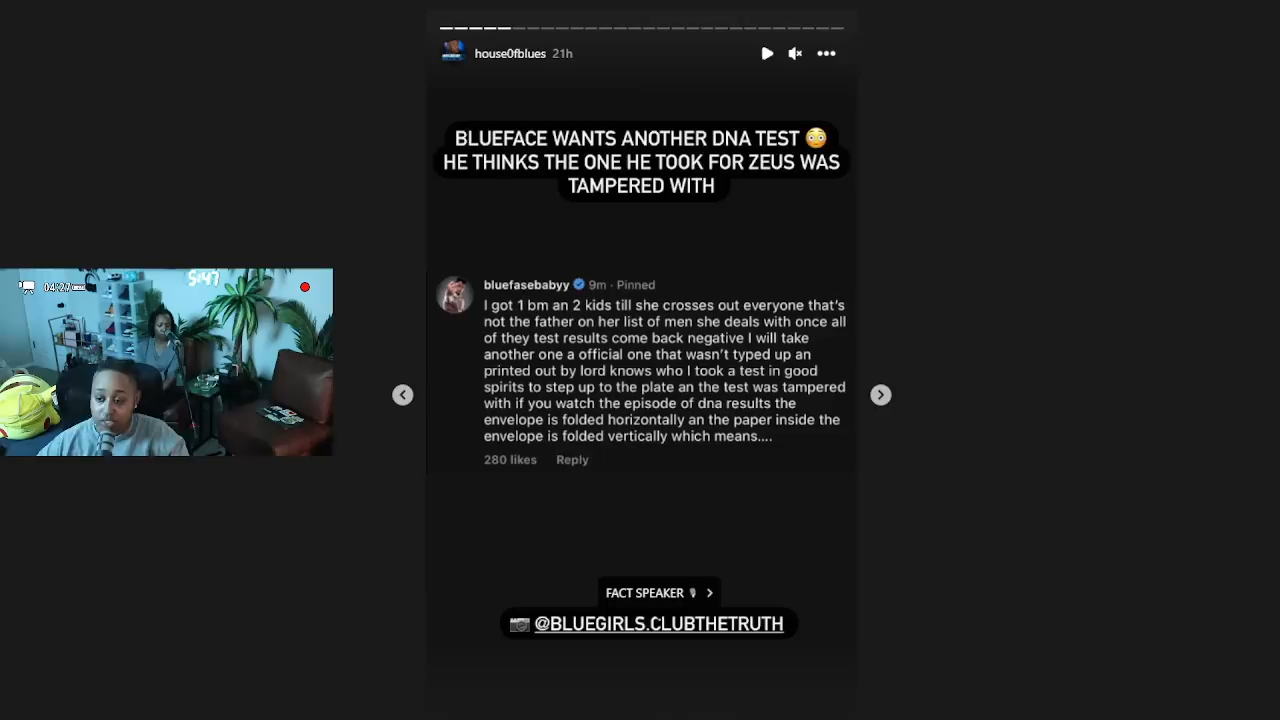 house0fblues 21h
BLUEFACE WANTS ANOTHER DNA TEST 😳
HE THINKS THE ONE HE TOOK FOR ZEUS WAS
TAMPERED WITH
5:47
04:27
bluefasebabyy 9m · Pinned
I got 1 bm an 2 kids till she crosses out everyone that's
not the father on her list of men she deals with once all
of they test results come back negative I will take
another one a official one that wasn't typed up an
printed out by lord knows who I took a test in good
spirits to step up to the plate an the test was tampered
with if you watch the episode of dna results the
envelope is folded horizontally an the paper inside the
envelope is folded vertically which means....
280 likes Reply
FACT SPEAKER🎙 >
📷 @BLUEGIRLS.CLUBTHETRUTH